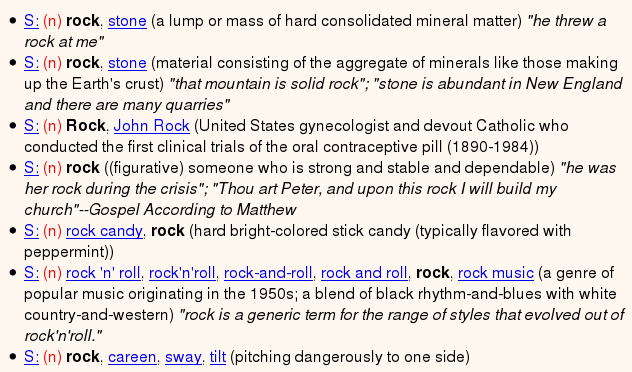 • S: (n) rock, stone (a lump or mass of hard consolidated mineral matter) "he threw a
rock at me"
• S: (n) rock, stone (material consisting of the aggregate of minerals like those making
up the Earth's crust) "that mountain is solid rock"; "stone is abundant in New England
and there are many quarries"
• S: (n) Rock, John Rock (United States gynecologist and devout Catholic who
conducted the first clinical trials of the oral contraceptive pill (1890-1984))
• S: (n) rock ((figurative) someone who is strong and stable and dependable) "he was
her rock during the crisis"; "Thou art Peter, and upon this rock I will build my
church"--Gospel According to Matthew
• S: (n) rock candy, rock (hard bright-colored stick candy (typically flavored with
peppermint))
• S: (n) rock 'n' roll, rock'n'roll, rock-and-roll, rock and roll, rock, rock music (a genre of
popular music originating in the 1950s; a blend of black rhythm-and-blues with white
country-and-western) "rock is a generic term for the range of styles that evolved out of
rock'n'roll."
• S: (n) rock, careen, sway, tilt (pitching dangerously to one side)